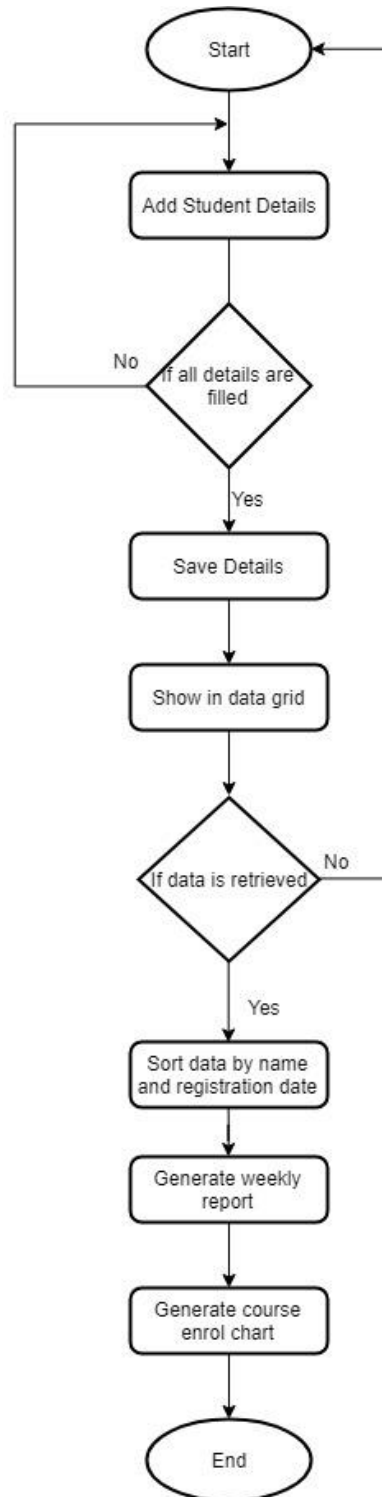 Start
Add Student Details
No
If all details are
filled
Yes
Save Details
Show in data grid
If data is retrieved
No
Yes
Sort data by name
and registration date
Generate weekly
report
Generate course
enrol chart
End